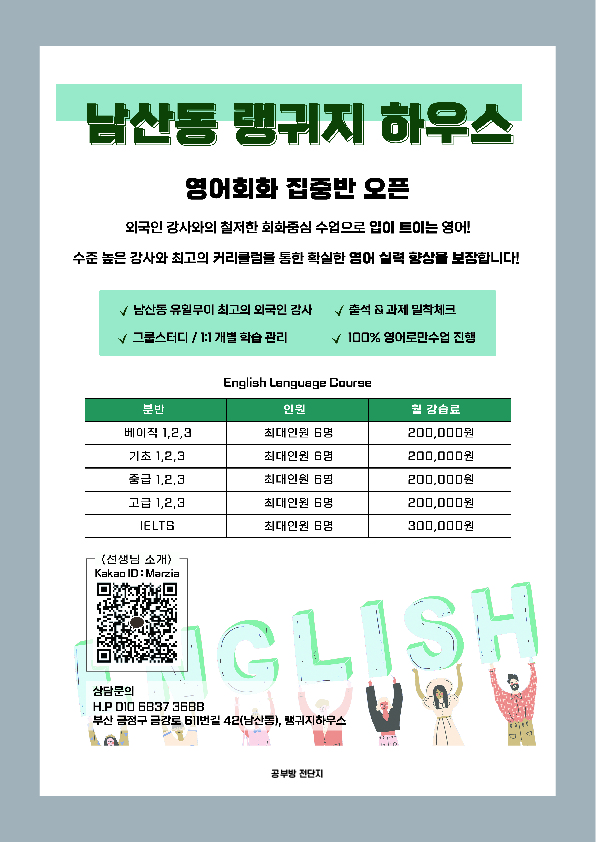 남산동 랭귀지 하우스
영어회화 집중반 오픈
외국인 강사와의 철저한 회화중심 수업으로 입이 트이는 영어!
수준 높은 강사와 최고의 커리큘럼을 통한 확실한 영어 실력 향상을 보장합니다!
✓ 남산동 유일무이 최고의 외국인 강사 ✓ 출석 & 과제 밀착체크
✓ 그룹스터디 / 1:1 개별 학습 관리 ✓ 100% 영어로만수업 진행
English Language Course
분반 인원 월 강습료
베이직 1,2,3 최대인원 6명 200,000원
기초 1,2,3 최대인원 6명 200,000원
중급 1,2,3 최대인원 6명 200,000원
고급 1,2,3 최대인원 6명 200,000원
IELTS 최대인원 6명 300,000원
<선생님 소개>
Kakao ID : Marzia
ENGLISH
상담문의
H.P 010 6837 3688
부산 금정구 금강로 611번길 42(남산동), 랭귀지하우스
공부방 전단지